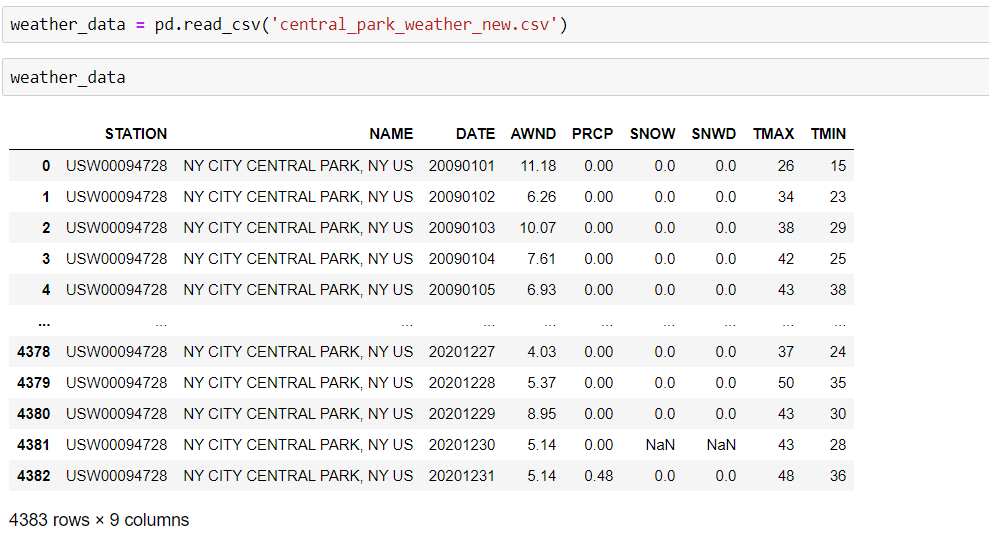 weather_data = pd.read_csv('central_park_weather_new.csv')
weather_data
STATION NAME DATE AWND PRCP SNOW SNWD TMAX TMIN
0 USW00094728 NY CITY CENTRAL PARK, NY US 20090101 11.18 0.00 0.0 0.0 26 15
1 USW00094728 NY CITY CENTRAL PARK, NY US 20090102 6.26 0.00 0.0 0.0 34 23
2 USW00094728 NY CITY CENTRAL PARK, NY US 20090103 10.07 0.00 0.0 0.0 38 29
3 USW00094728 NY CITY CENTRAL PARK, NY US 20090104 7.61 0.00 0.0 0.0 42 25
4 USW00094728 NY CITY CENTRAL PARK, NY US 20090105 6.93 0.00 0.0 0.0 43 38
... ... ... ... ... ... ... ... ... ...
4378 USW00094728 NY CITY CENTRAL PARK, NY US 20201227 4.03 0.00 0.0 0.0 37 24
4379 USW00094728 NY CITY CENTRAL PARK, NY US 20201228 5.37 0.00 0.0 0.0 50 35
4380 USW00094728 NY CITY CENTRAL PARK, NY US 20201229 8.95 0.00 0.0 0.0 43 30
4381 USW00094728 NY CITY CENTRAL PARK, NY US 20201230 5.14 0.00 NaN NaN 43 28
4382 USW00094728 NY CITY CENTRAL PARK, NY US 20201231 5.14 0.48 0.0 0.0 48 36
4383 rows × 9 columns